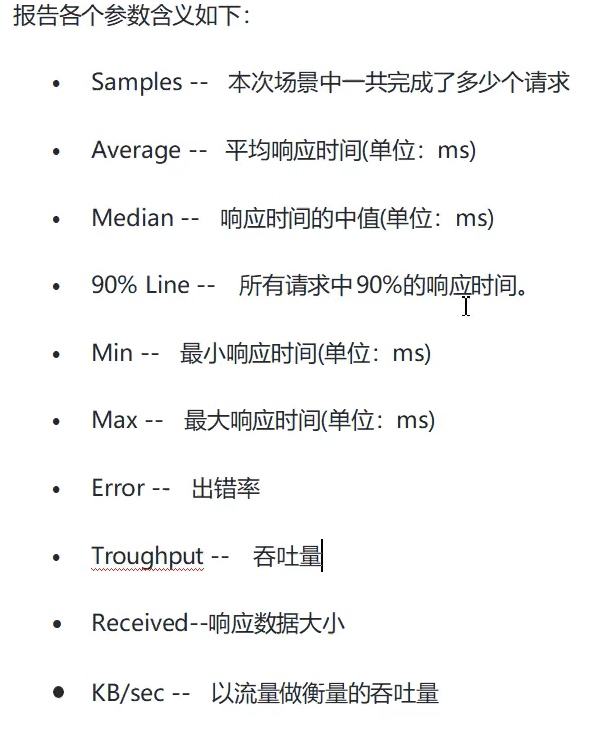 报告各个参数含义如下：
• Samples -- 本次场景中一共完成了多少个请求
• Average -- 平均响应时间(单位：ms)
• Median -- 响应时间的中值(单位：ms)
• 90% Line -- 所有请求中90%的响应时间。
• Min -- 最小响应时间(单位：ms)
• Max -- 最大响应时间(单位：ms)
• Error -- 出错率
• Troughput -- 吞吐量
• Received--响应数据大小
• KB/sec -- 以流量做衡量的吞吐量